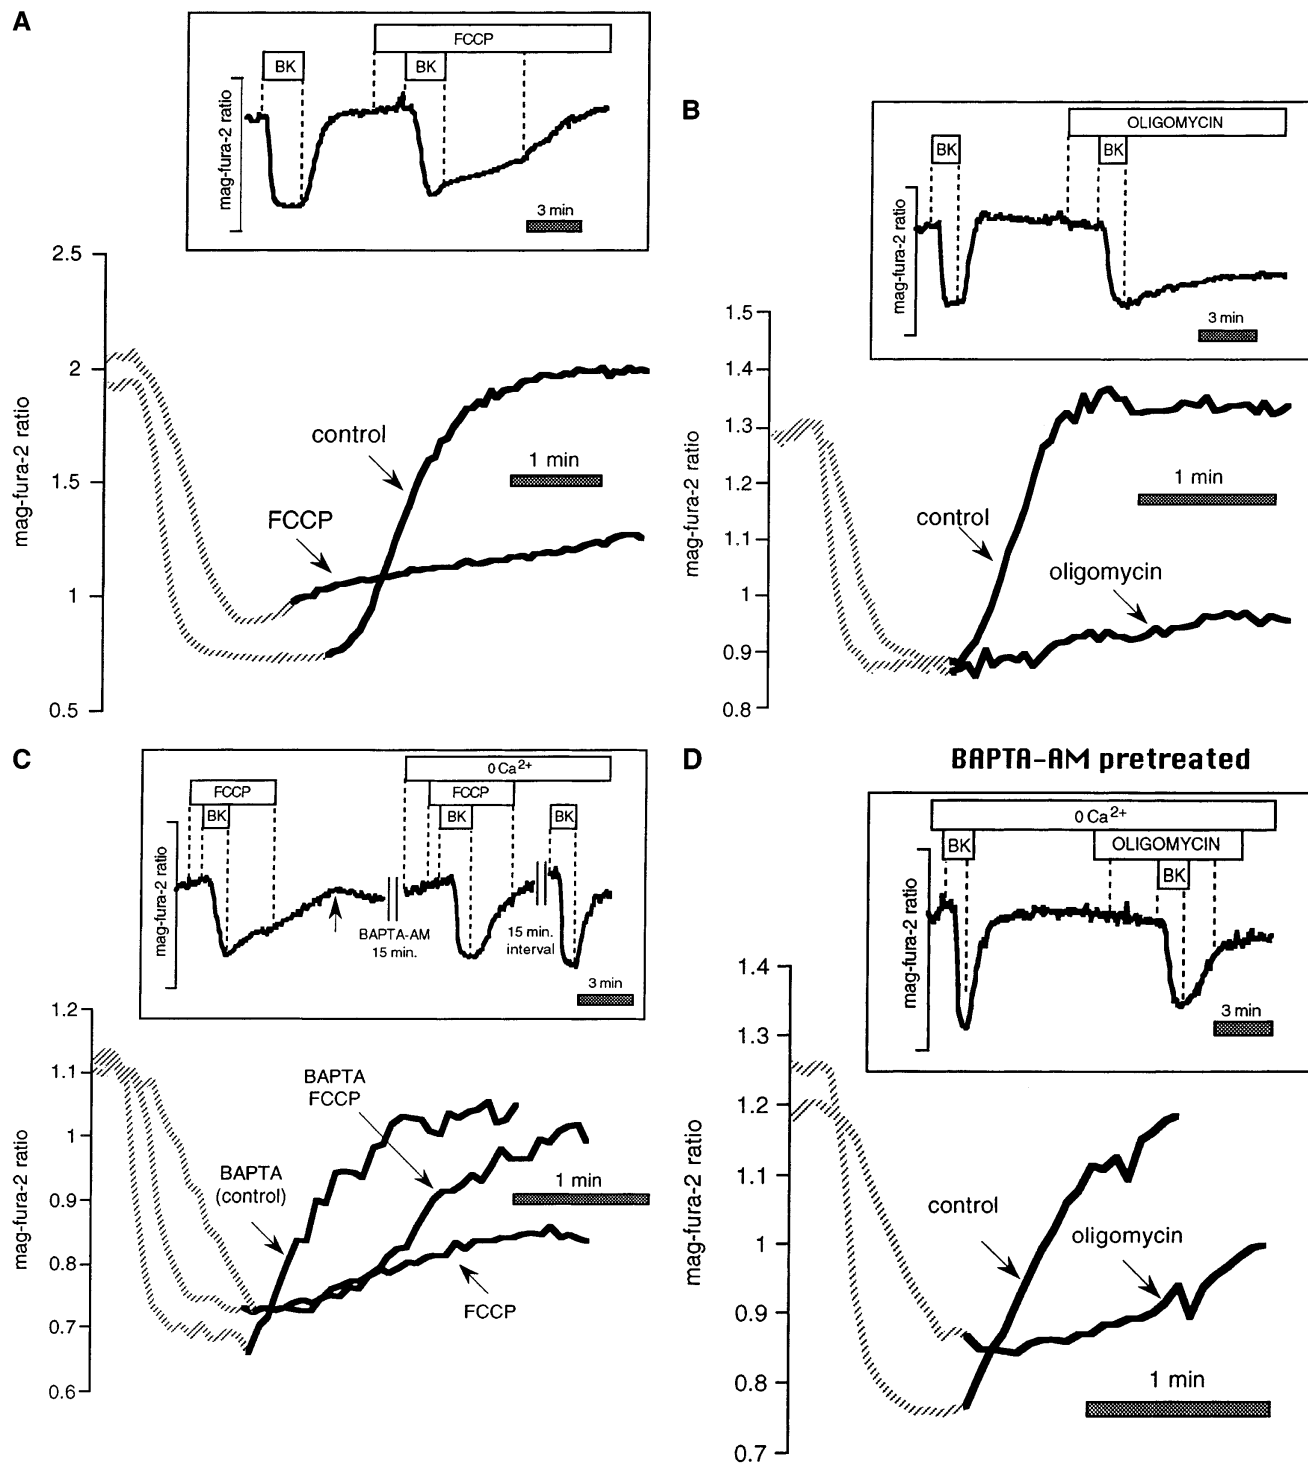 A
FCCP
BK
BK
mag-fura-2 ratio
3 min
2.5
2
1.5
1
0.5
mag-fura-2 ratio
control
FCCP
1 min
B
OLIGOMYCIN
BK
BK
mag-fura-2 ratio
3 min
1.5
1.4
1.3
1.2
1.1
1
0.9
0.8
mag-fura-2 ratio
control
oligomycin
1 min
C
0 Ca²⁺
FCCP
FCCP
BK
BK
BK
mag-fura-2 ratio
BAPTA-AM
15 min.
15 min.
interval
3 min
1.2
1.1
1
0.9
0.8
0.7
0.6
mag-fura-2 ratio
BAPTA
FCCP
BAPTA
(control)
FCCP
1 min
D
BAPTA-AM pretreated
0 Ca²⁺
BK
OLIGOMYCIN
BK
mag-fura-2 ratio
3 min
1.4
1.3
1.2
1.1
1
0.9
0.8
0.7
mag-fura-2 ratio
control
oligomycin
1 min